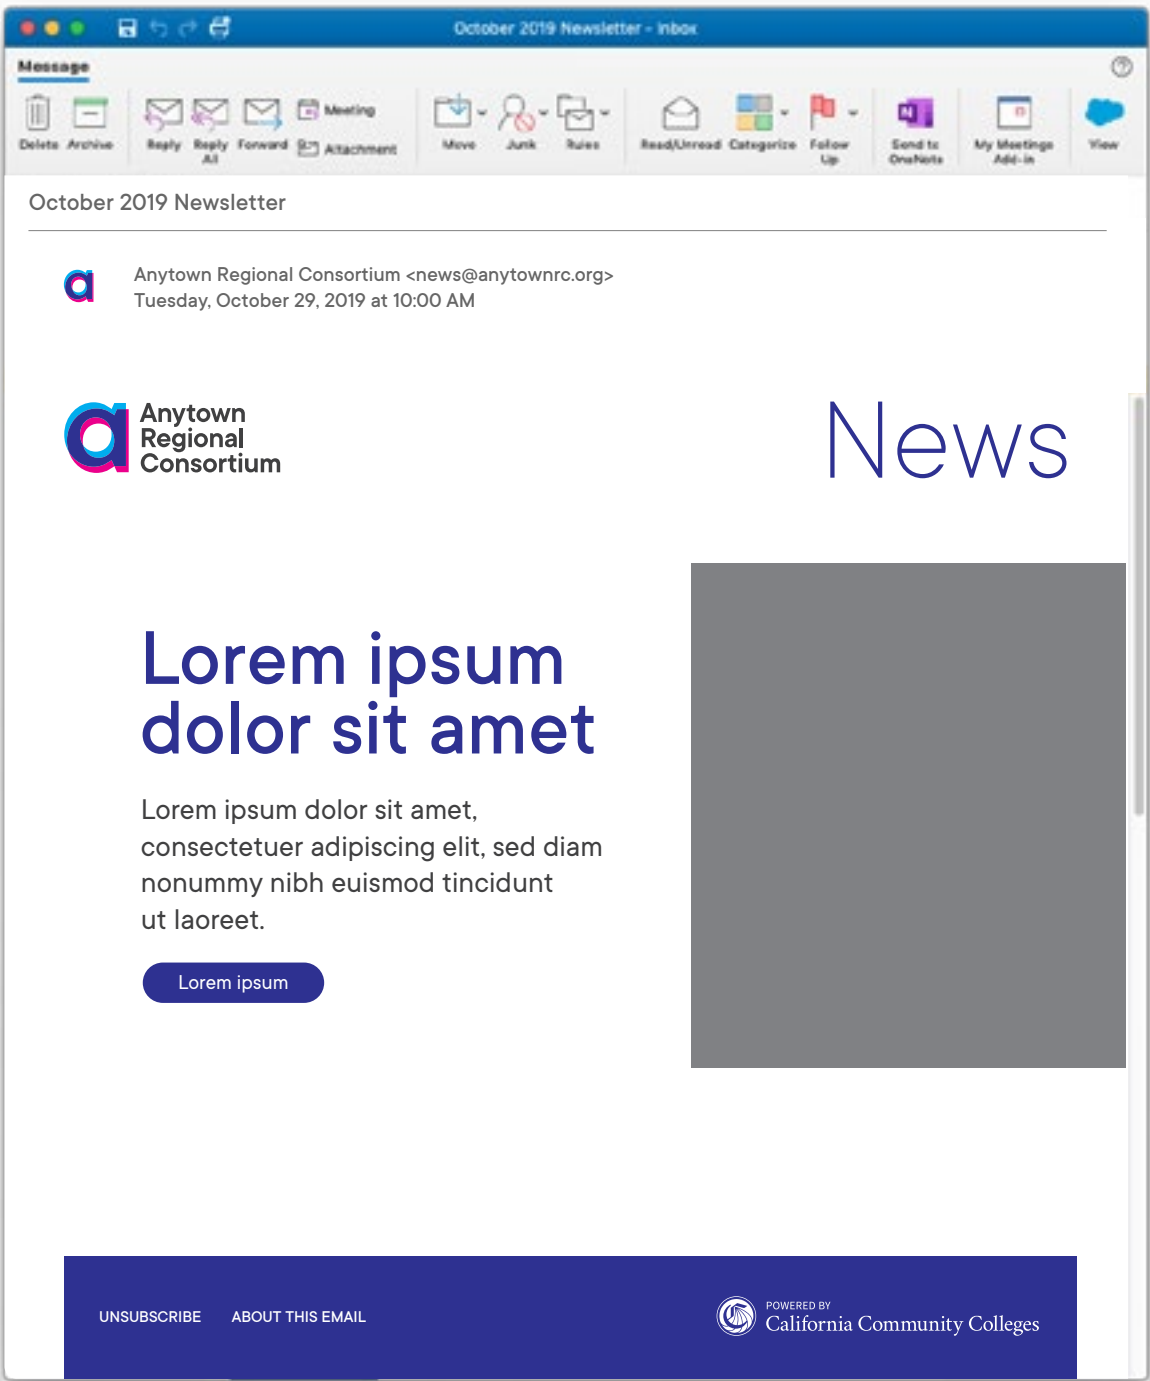 October 2019 Newsletter - Inbox
Message
Delete Archive Reply Reply All Forward Meeting Attachment Move Junk Rules Read/Unread Categorize Follow Up Send to OneNote My Meetings Add-in View
October 2019 Newsletter
Anytown Regional Consortium <news@anytownrc.org>
Tuesday, October 29, 2019 at 10:00 AM
Anytown
Regional
Consortium
News
Lorem ipsum
dolor sit amet
Lorem ipsum dolor sit amet,
consectetuer adipiscing elit, sed diam
nonummy nibh euismod tincidunt
ut laoreet.
Lorem ipsum
UNSUBSCRIBE ABOUT THIS EMAIL
POWERED BY
California Community Colleges